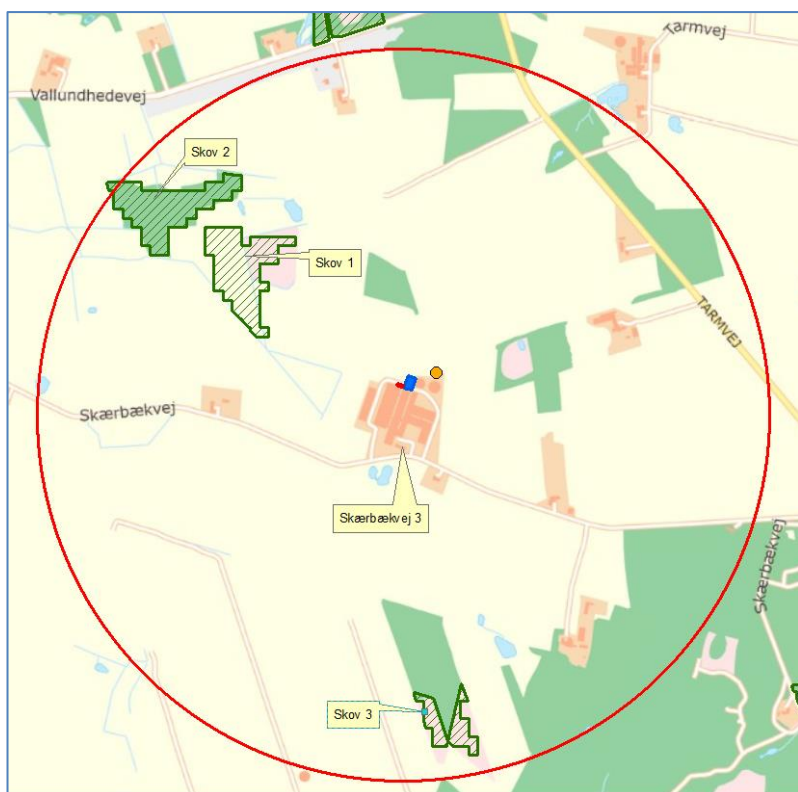 Tarmvej
Vallundhedevej
Skov 2
Skov 1
TARMVEJ
Skærbækvej
Skærbækvej 3
Skærbækvej
Skov 3